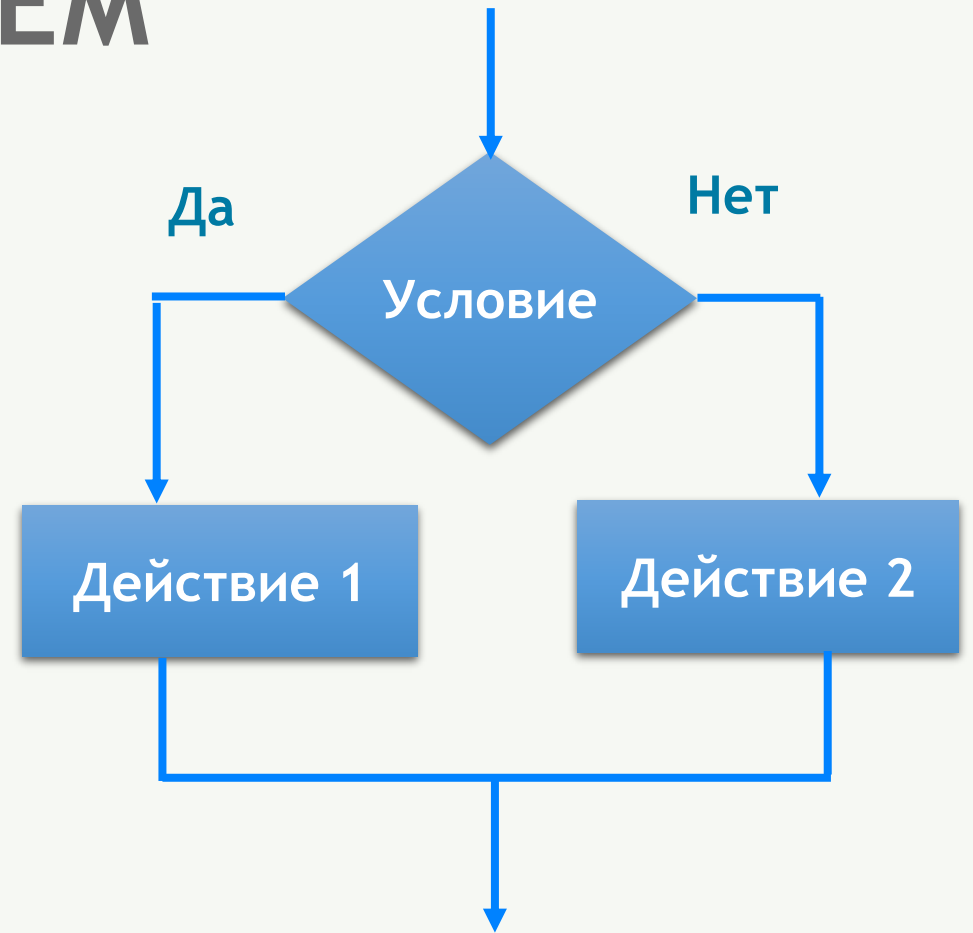 ЕМ
Да
Нет
Условие
Действие 1
Действие 2